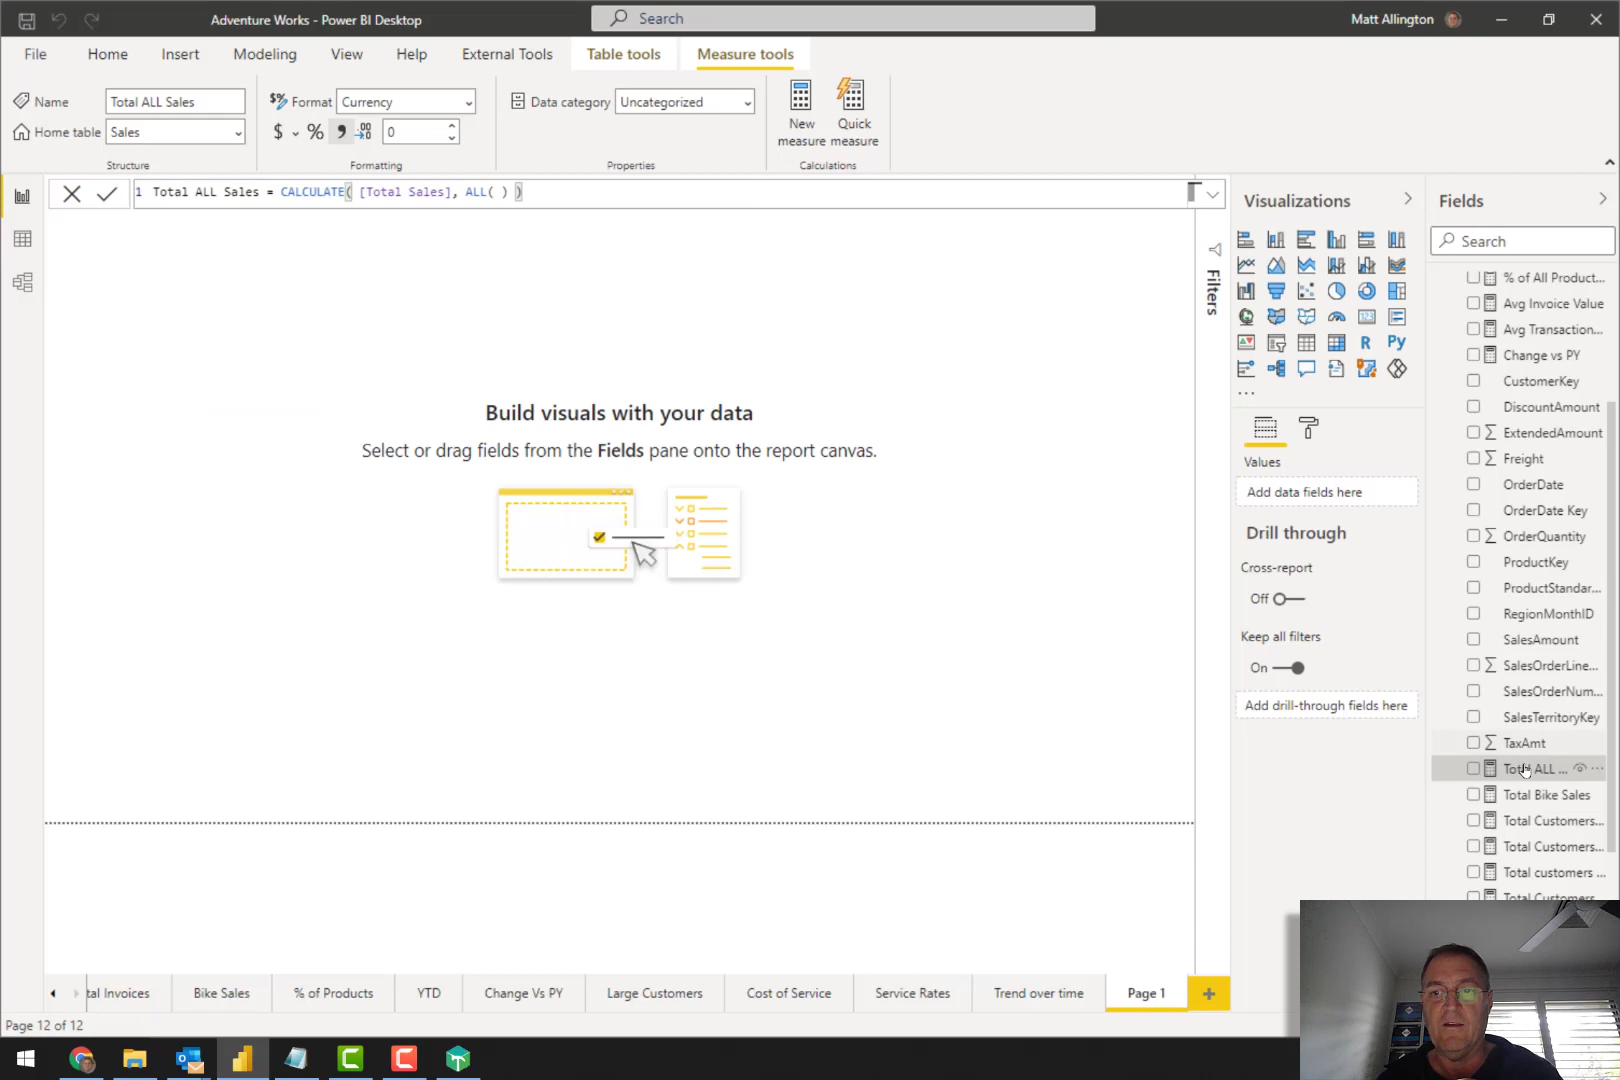 Adventure Works - Power BI Desktop
Search
Matt Allington
File
Home
Insert
Modeling
View
Help
External Tools
Table tools
Measure tools
Name
Total ALL Sales
Home table
Sales
Structure
Format
Currency
$
%
0
Formatting
Data category
Uncategorized
Properties
New measure
Quick measure
Calculations
1 Total ALL Sales = CALCULATE( [Total Sales], ALL( ) )
Build visuals with your data
Select or drag fields from the Fields pane onto the report canvas.
Filters
Visualizations
R
Py
123
...
Values
Add data fields here
Drill through
Cross-report
Off
Keep all filters
On
Add drill-through fields here
Fields
Search
% of All Product...
Avg Invoice Value
Avg Transaction...
Change vs PY
CustomerKey
DiscountAmount
ExtendedAmount
Freight
OrderDate
OrderDate Key
OrderQuantity
ProductKey
ProductStandar...
RegionMonthID
SalesAmount
SalesOrderLine...
SalesOrderNum...
SalesTerritoryKey
TaxAmt
Total ALL ...
Total Bike Sales
Total Customers...
Total Customers...
Total customers ...
Total Customers
tal Invoices
Bike Sales
% of Products
YTD
Change Vs PY
Large Customers
Cost of Service
Service Rates
Trend over time
Page 1
Page 12 of 12